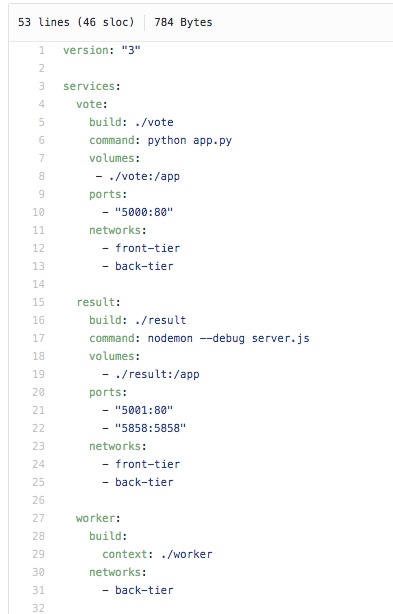 53 lines (46 sloc) 784 Bytes
1 version: "3"
2
3 services:
4 vote:
5 build: ./vote
6 command: python app.py
7 volumes:
8 - ./vote:/app
9 ports:
10 - "5000:80"
11 networks:
12 - front-tier
13 - back-tier
14
15 result:
16 build: ./result
17 command: nodemon --debug server.js
18 volumes:
19 - ./result:/app
20 ports:
21 - "5001:80"
22 - "5858:5858"
23 networks:
24 - front-tier
25 - back-tier
26
27 worker:
28 build:
29 context: ./worker
30 networks:
31 - back-tier
32